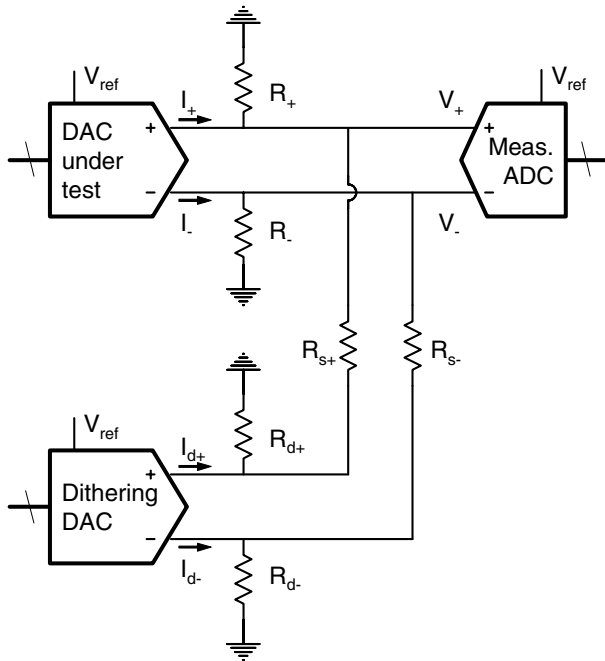 V_ref
DAC
under
test
+
−
I_+
I_-
R_+
R_-
V_+
V_-
V_ref
+
−
Meas.
ADC
R_s+
R_s-
V_ref
Dithering
DAC
+
−
I_d+
I_d-
R_d+
R_d-